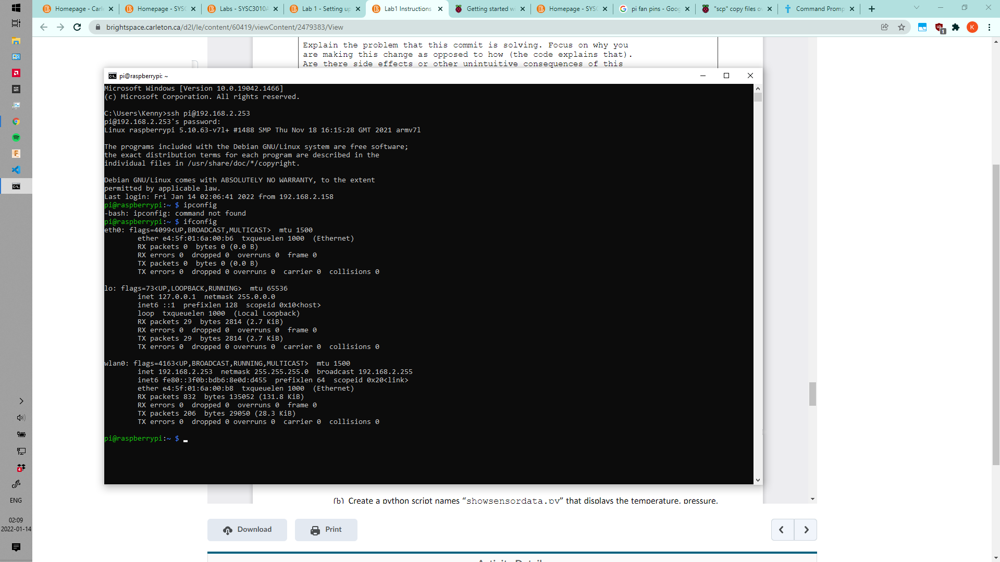 Homepage - Carl
Homepage - SYSC
Labs - SYSC3010A
Lab 1 - Setting up
Lab1 Instructions
Getting started w
Homepage - SYSC
pi fan pins - Goog
"scp" copy files o
Command Promp
brightspace.carleton.ca/d2l/le/content/60419/viewContent/2479383/View
K
1
Explain the problem that this commit is solving. Focus on why you
are making this change as opposed to how (the code explains that).
Are there side effects or other unintuitive consequences of this
pi@raspberrypi: ~
Microsoft Windows [Version 10.0.19042.1466]
(c) Microsoft Corporation. All rights reserved.
C:\Users\Kenny>ssh pi@192.168.2.253
pi@192.168.2.253's password:
Linux raspberrypi 5.10.63-v7l+ #1488 SMP Thu Nov 18 16:15:28 GMT 2021 armv7l
The programs included with the Debian GNU/Linux system are free software;
the exact distribution terms for each program are described in the
individual files in /usr/share/doc/*/copyright.
Debian GNU/Linux comes with ABSOLUTELY NO WARRANTY, to the extent
permitted by applicable law.
Last login: Fri Jan 14 02:06:41 2022 from 192.168.2.158
pi@raspberrypi:~ $ ipconfig
-bash: ipconfig: command not found
pi@raspberrypi:~ $ ifconfig
eth0: flags=4099<UP,BROADCAST,MULTICAST>  mtu 1500
ether e4:5f:01:6a:00:b6  txqueuelen 1000  (Ethernet)
RX packets 0  bytes 0 (0.0 B)
RX errors 0  dropped 0  overruns 0  frame 0
TX packets 0  bytes 0 (0.0 B)
TX errors 0  dropped 0 overruns 0  carrier 0  collisions 0
lo: flags=73<UP,LOOPBACK,RUNNING>  mtu 65536
inet 127.0.0.1  netmask 255.0.0.0
inet6 ::1  prefixlen 128  scopeid 0x10<host>
loop  txqueuelen 1000  (Local Loopback)
RX packets 29  bytes 2814 (2.7 KiB)
RX errors 0  dropped 0  overruns 0  frame 0
TX packets 29  bytes 2814 (2.7 KiB)
TX errors 0  dropped 0 overruns 0  carrier 0  collisions 0
wlan0: flags=4163<UP,BROADCAST,RUNNING,MULTICAST>  mtu 1500
inet 192.168.2.253  netmask 255.255.255.0  broadcast 192.168.2.255
inet6 fe80::3f0b:bdb6:8e0d:d455  prefixlen 64  scopeid 0x20<link>
ether e4:5f:01:6a:00:b8  txqueuelen 1000  (Ethernet)
RX packets 832  bytes 135052 (131.8 KiB)
RX errors 0  dropped 0  overruns 0  frame 0
TX packets 206  bytes 29050 (28.3 KiB)
TX errors 0  dropped 0 overruns 0  carrier 0  collisions 0
pi@raspberrypi:~ $
(b) Create a python script names “showsensordata.py” that displays the temperature, pressure,
Download
Print
Activity Detail
4
ENG
02:09
2022-01-14